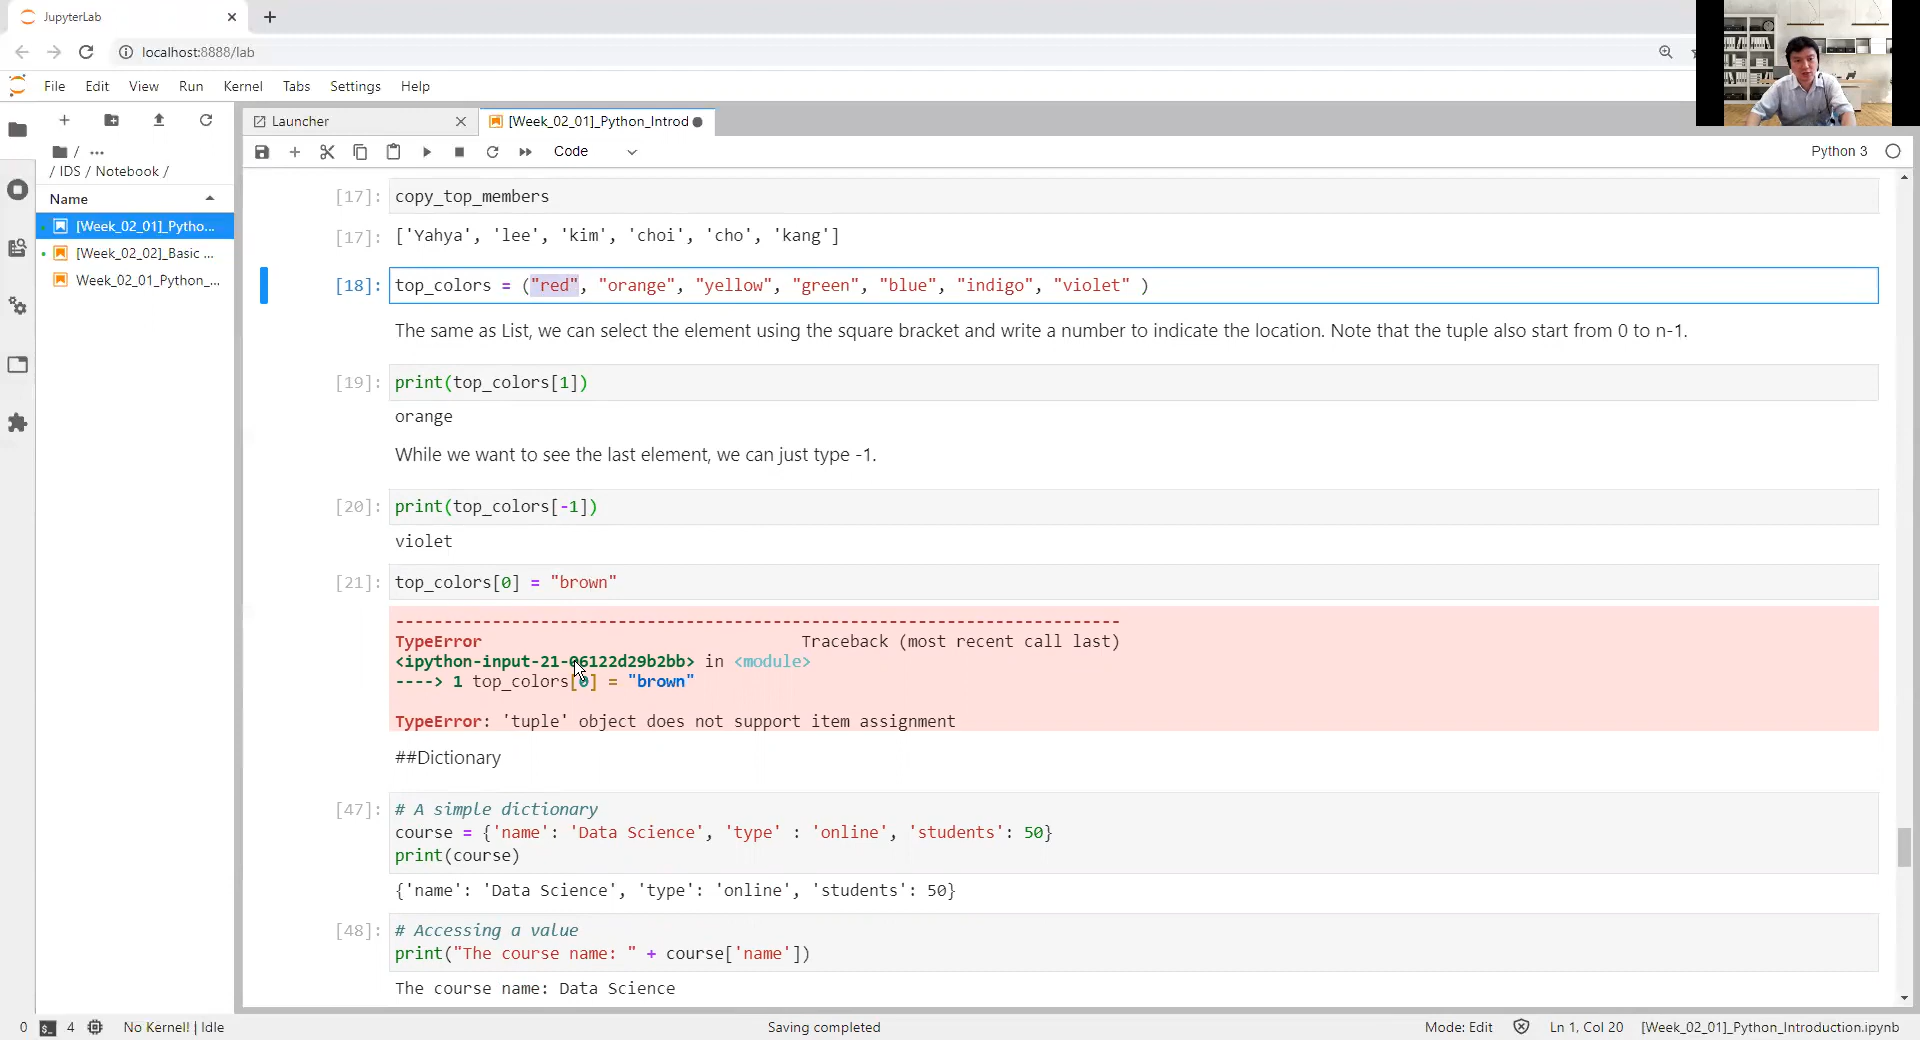 JupyterLab
localhost:8888/lab
File Edit View Run Kernel Tabs Settings Help
Launcher
[Week_02_01]_Python_Introd
Code
Python 3
/ ...
/ IDS / Notebook /
Name
[Week_02_01]_Pytho...
[Week_02_02]_Basic ...
Week_02_01_Python_...
[17]: copy_top_members
[17]: ['Yahya', 'lee', 'kim', 'choi', 'cho', 'kang']
[18]: top_colors = ("red", "orange", "yellow", "green", "blue", "indigo", "violet" )
The same as List, we can select the element using the square bracket and write a number to indicate the location. Note that the tuple also start from 0 to n-1.
[19]: print(top_colors[1])
orange
While we want to see the last element, we can just type -1.
[20]: print(top_colors[-1])
violet
[21]: top_colors[0] = "brown"
---------------------------------------------------------------------------
TypeError Traceback (most recent call last)
<ipython-input-21-06122d29b2bb> in <module>
----> 1 top_colors[0] = "brown"
TypeError: 'tuple' object does not support item assignment
##Dictionary
[47]: # A simple dictionary
course = {'name': 'Data Science', 'type' : 'online', 'students': 50}
print(course)
{'name': 'Data Science', 'type': 'online', 'students': 50}
[48]: # Accessing a value
print("The course name: " + course['name'])
The course name: Data Science
0 $_ 4 No Kernel! | Idle
Saving completed
Mode: Edit Ln 1, Col 20 [Week_02_01]_Python_Introduction.ipynb